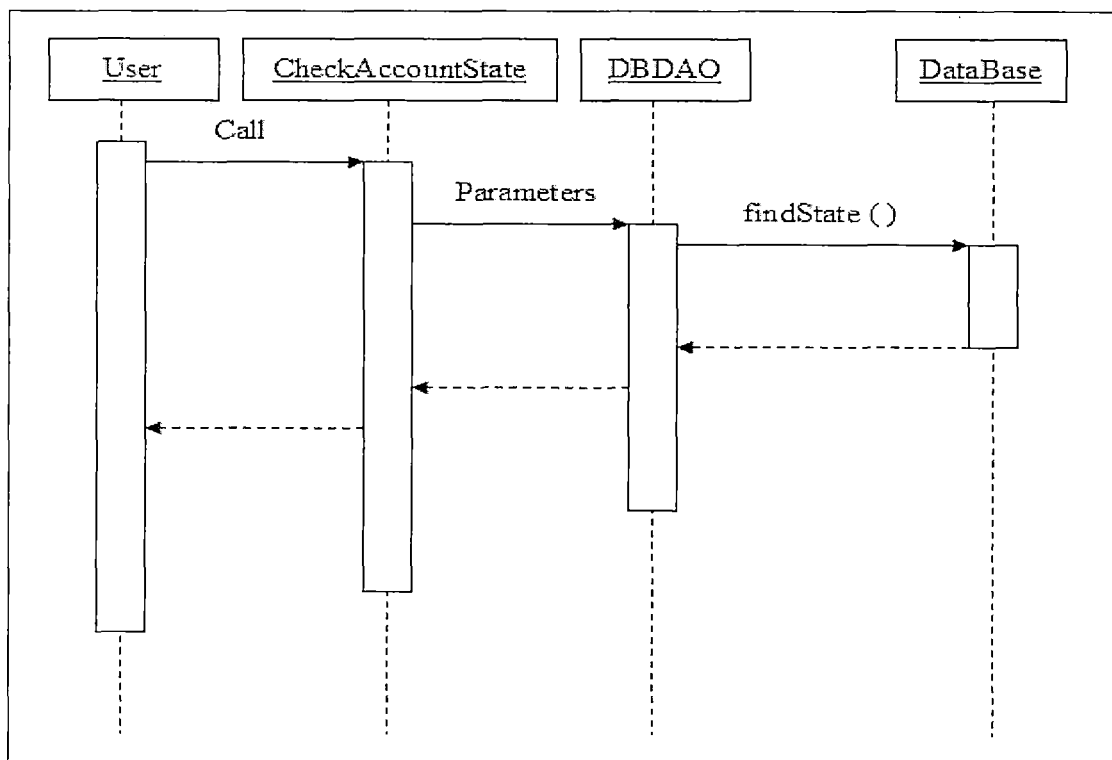 User
CheckAccountState
DBDAO
DataBase
Call
Parameters
findState ( )